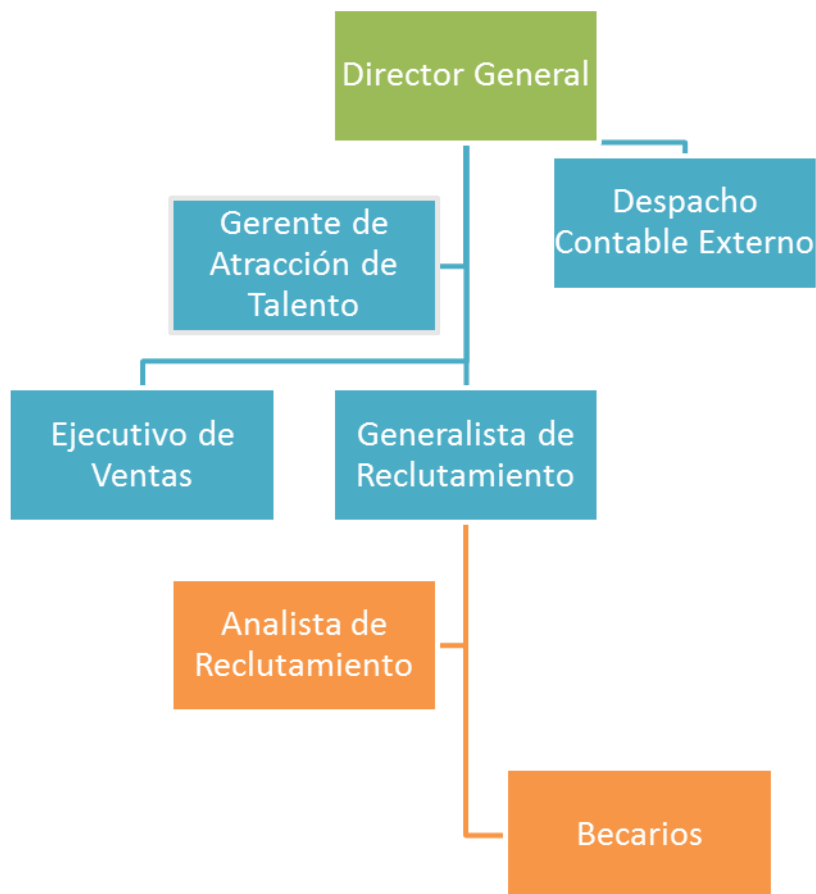 Director General
Despacho
Contable Externo
Gerente de
Atracción de
Talento
Ejecutivo de
Ventas
Generalista de
Reclutamiento
Analista de
Reclutamiento
Becarios